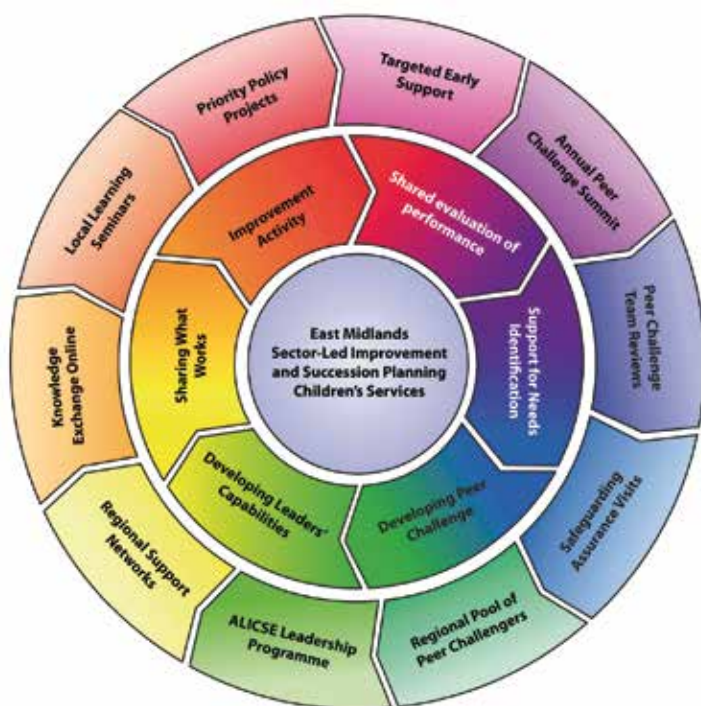 Targeted Early
Support
Annual Peer
Challenge Summit
Peer Challenge
Team Reviews
Safeguarding
Assurance Visits
Regional Pool of
Peer Challengers
ALICSE Leadership
Programme
Regional Support
Networks
Knowledge
Exchange Online
Local Learning
Seminars
Priority Policy
Projects
Shared evaluation of
performance
Support for Needs
Identification
Developing Peer
Challenge
Developing Leaders'
Capabilities
Sharing What
Works
Improvement
Activity
East Midlands
Sector-Led Improvement
and Succession Planning
Children's Services